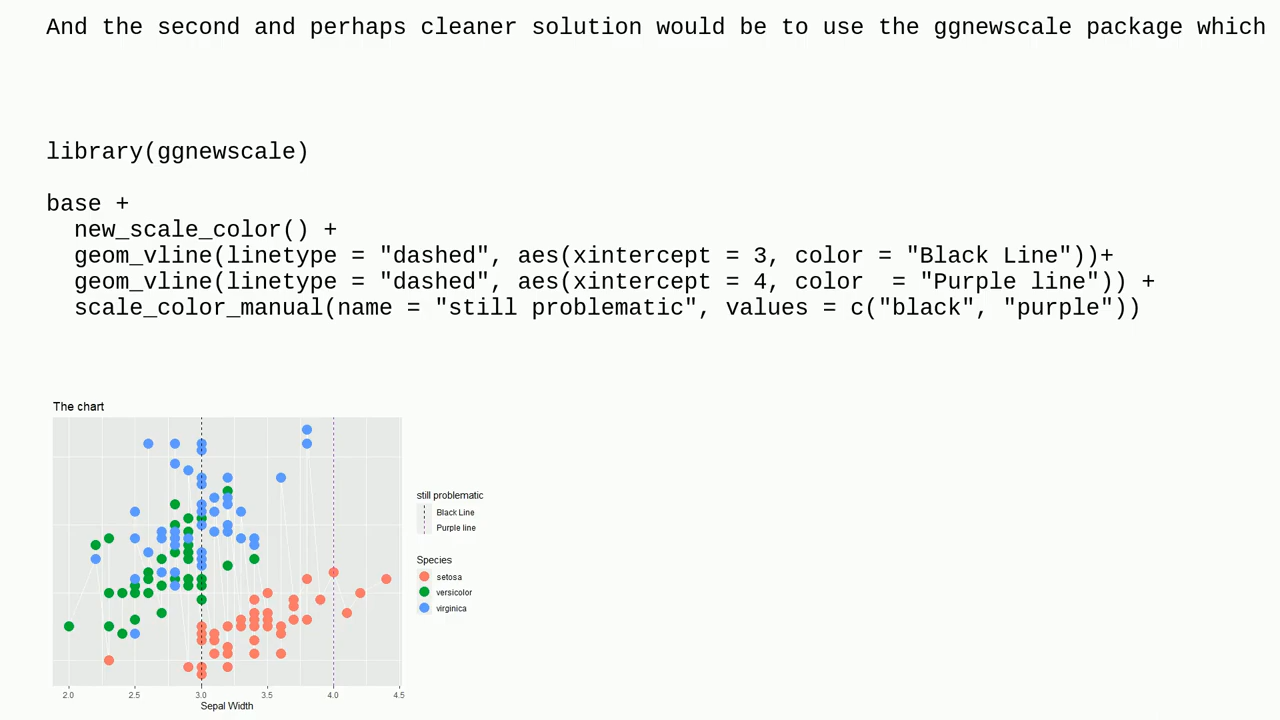 And the second and perhaps cleaner solution would be to use the ggnewscale package which
library(ggnewscale)
base +
new_scale_color() +
geom_vline(linetype = "dashed", aes(xintercept = 3, color = "Black Line"))+
geom_vline(linetype = "dashed", aes(xintercept = 4, color  = "Purple line")) +
scale_color_manual(name = "still problematic", values = c("black", "purple"))
The chart
still problematic
Black Line
Purple line
Species
setosa
versicolor
virginica
2.0 2.5 3.0 3.5 4.0 4.5
Sepal Width